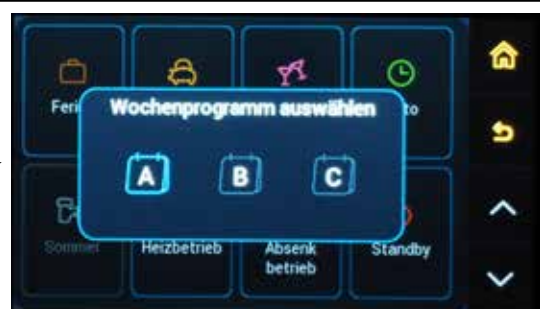 Feri
to
Wochenprogramm auswählen
A B C
Sommer Heizbetrieb Absenk Standby
betrieb